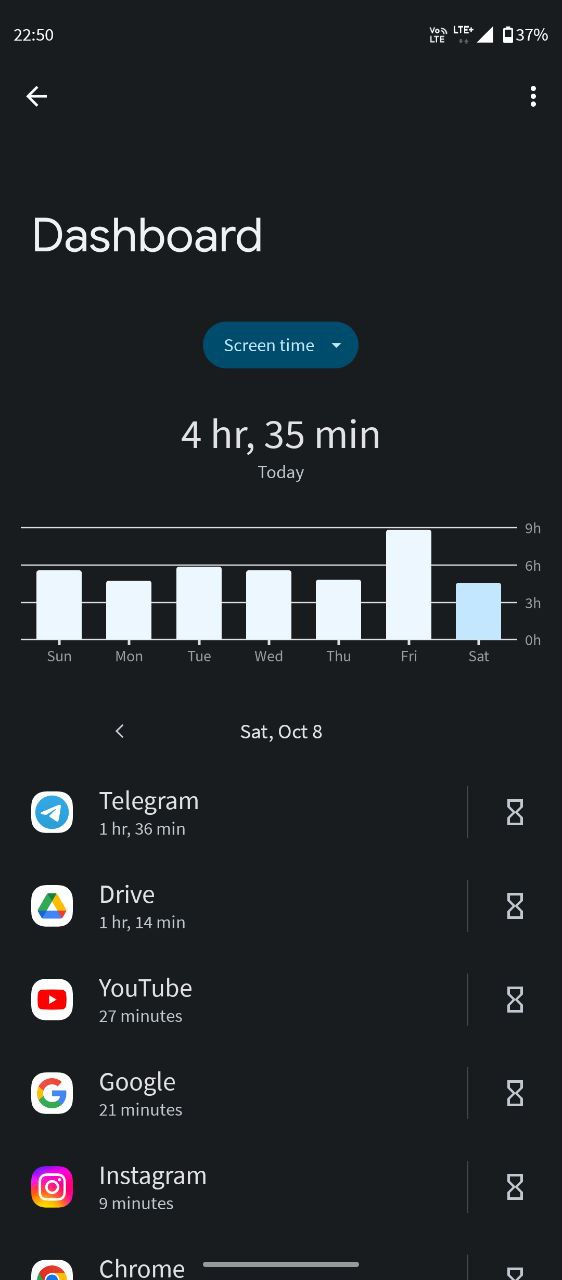 22:50
Vo LTE LTE+ 37%
Dashboard
Screen time
4 hr, 35 min
Today
9h
6h
3h
0h
Sun Mon Tue Wed Thu Fri Sat
Sat, Oct 8
Telegram
1 hr, 36 min
Drive
1 hr, 14 min
YouTube
27 minutes
Google
21 minutes
Instagram
9 minutes
Chrome